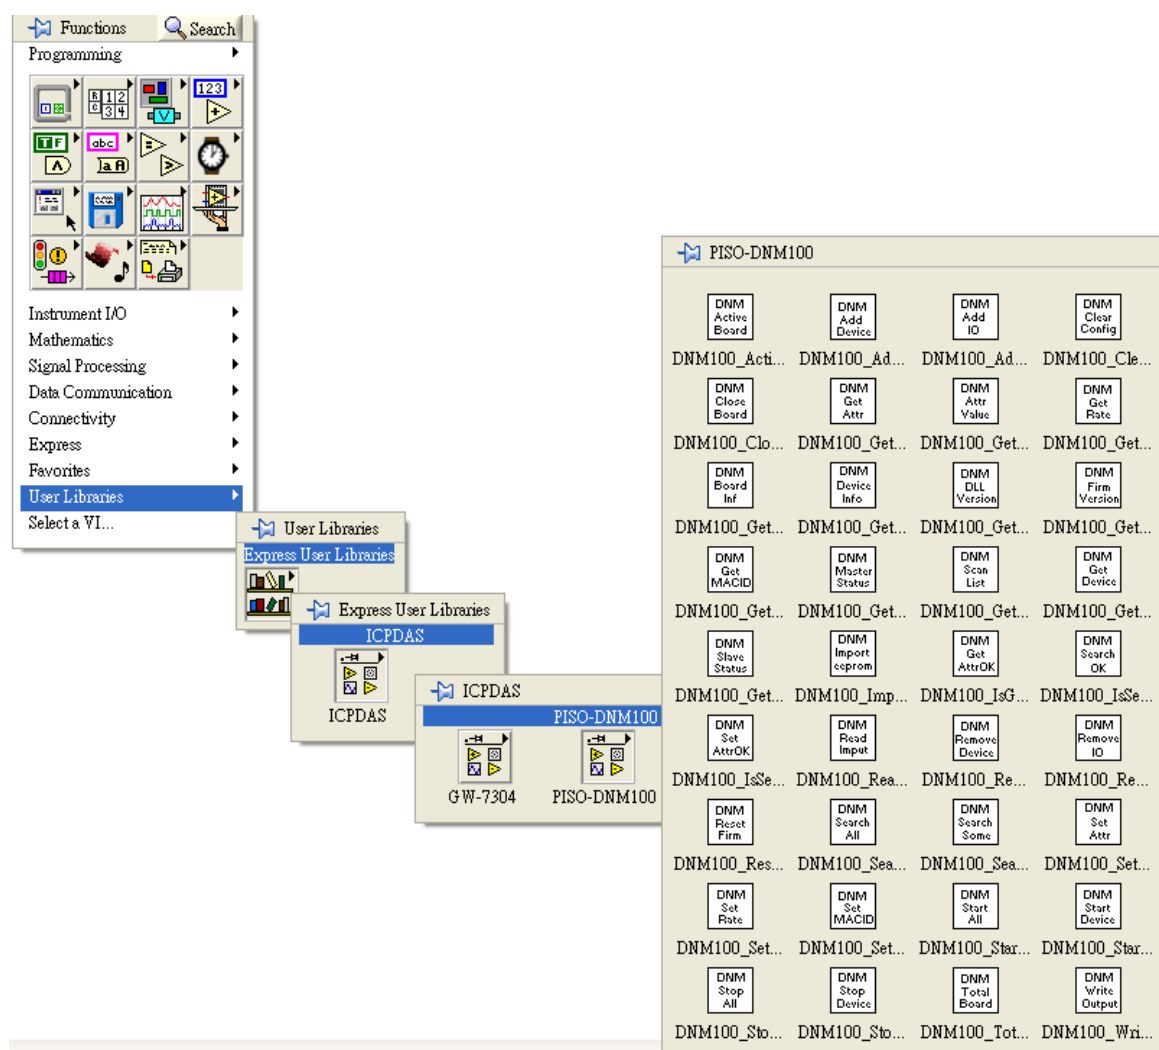 Functions Search
Programming
123
TF abc
Instrument I/O
Mathematics
Signal Processing
Data Communication
Connectivity
Express
Favorites
User Libraries
Select a VI...
User Libraries
Express User Libraries
Express User Libraries
ICPDAS
ICPDAS
ICPDAS
PISO-DNM100
GW-7304 PISO-DNM100
PISO-DNM100
DNM Active Board DNM Add Device DNM Add IO DNM Clear Config
DNM100_Acti... DNM100_Ad... DNM100_Ad... DNM100_Cle...
DNM Close Board DNM Get Attr DNM Attr Value DNM Get Rate
DNM100_Clo... DNM100_Get... DNM100_Get... DNM100_Get...
DNM Board Inf DNM Device Info DNM DLL Version DNM Firm Version
DNM100_Get... DNM100_Get... DNM100_Get... DNM100_Get...
DNM Get MACID DNM Master Status DNM Scan List DNM Get Device
DNM100_Get... DNM100_Get... DNM100_Get... DNM100_Get...
DNM Slave Status DNM Import eeprom DNM Get AttrOK DNM Search OK
DNM100_Get... DNM100_Imp... DNM100_IsG... DNM100_IsSe...
DNM Set AttrOK DNM Read Imput DNM Remove Device DNM Remove IO
DNM100_IsSe... DNM100_Rea... DNM100_Re... DNM100_Re...
DNM Reset Firm DNM Search All DNM Search Some DNM Set Attr
DNM100_Res... DNM100_Sea... DNM100_Sea... DNM100_Set...
DNM Set Rate DNM Set MACID DNM Start All DNM Start Device
DNM100_Set... DNM100_Set... DNM100_Star... DNM100_Star...
DNM Stop All DNM Stop Device DNM Total Board DNM Write Output
DNM100_Sto... DNM100_Sto... DNM100_Tot... DNM100_Wri...